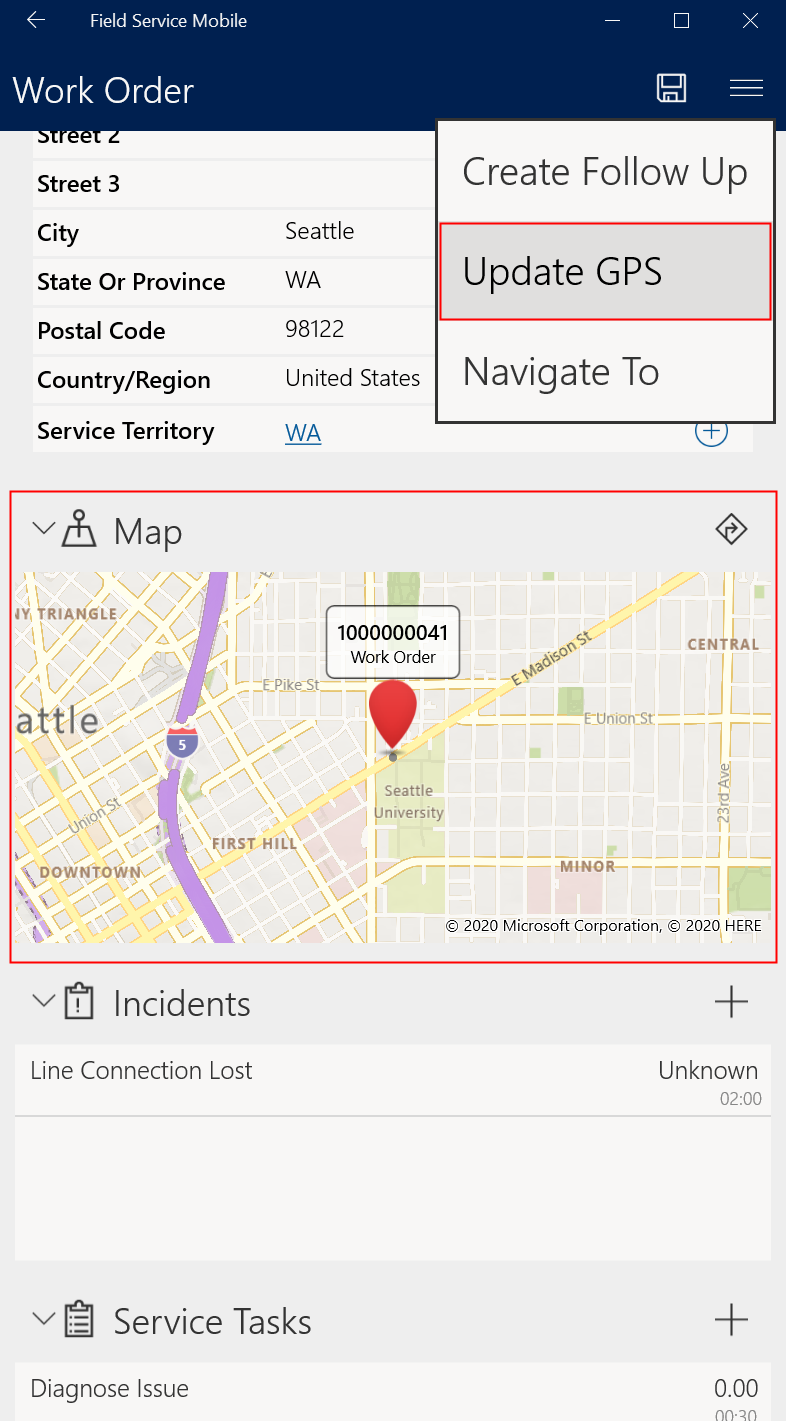 Field Service Mobile
Work Order
Street 2
Street 3
City Seattle
State Or Province WA
Postal Code 98122
Country/Region United States
Service Territory WA
Create Follow Up
Update GPS
Navigate To
Map
NY TRIANGLE
1000000041
Work Order
E Madison St
CENTRAL
E Pike St
attle
E Union St
5
Seattle
University
23rd Ave
Union St
FIRST HILL
DOWNTOWN
MINOR
© 2020 Microsoft Corporation, © 2020 HERE
Incidents
Line Connection Lost Unknown
02:00
Service Tasks
Diagnose Issue 0.00
00:30